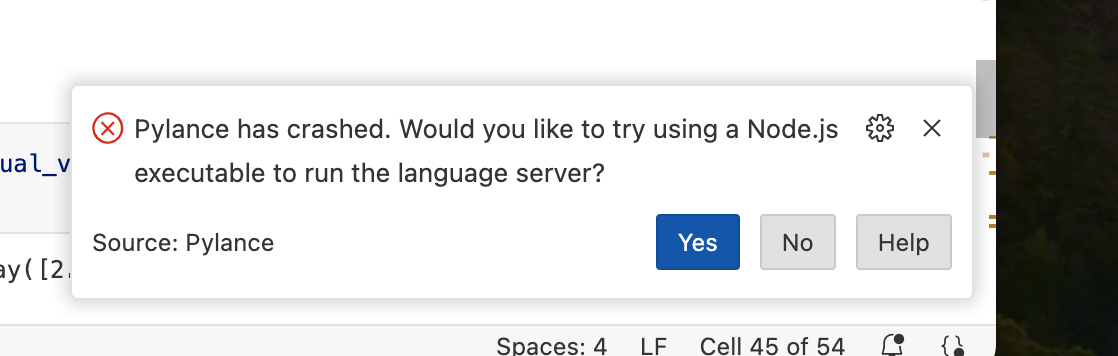 Pylance has crashed. Would you like to try using a Node.js
executable to run the language server?
ual_v
Source: Pylance Yes No Help
ay([2.
Spaces: 4 LF Cell 45 of 54